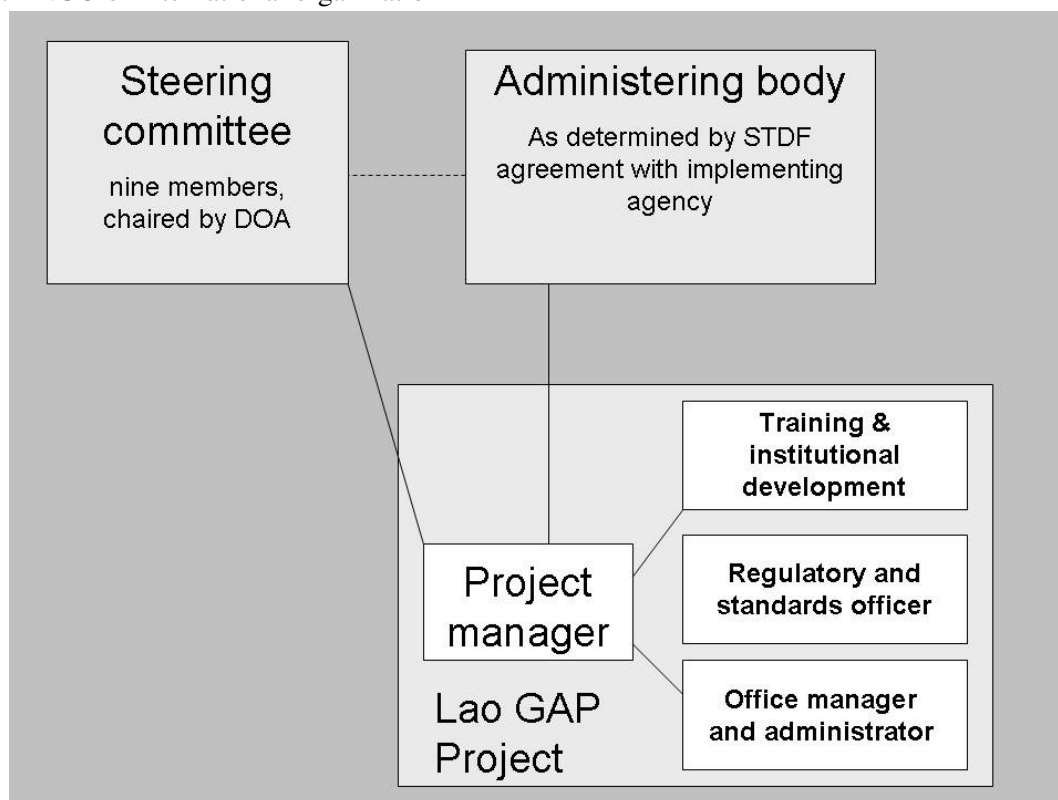 Steering
committee
nine members,
chaired by DOA
Administering body
As determined by STDF
agreement with implementing
agency
Training &
institutional
development
Regulatory and
standards officer
Office manager
and administrator
Project
manager
Lao GAP
Project